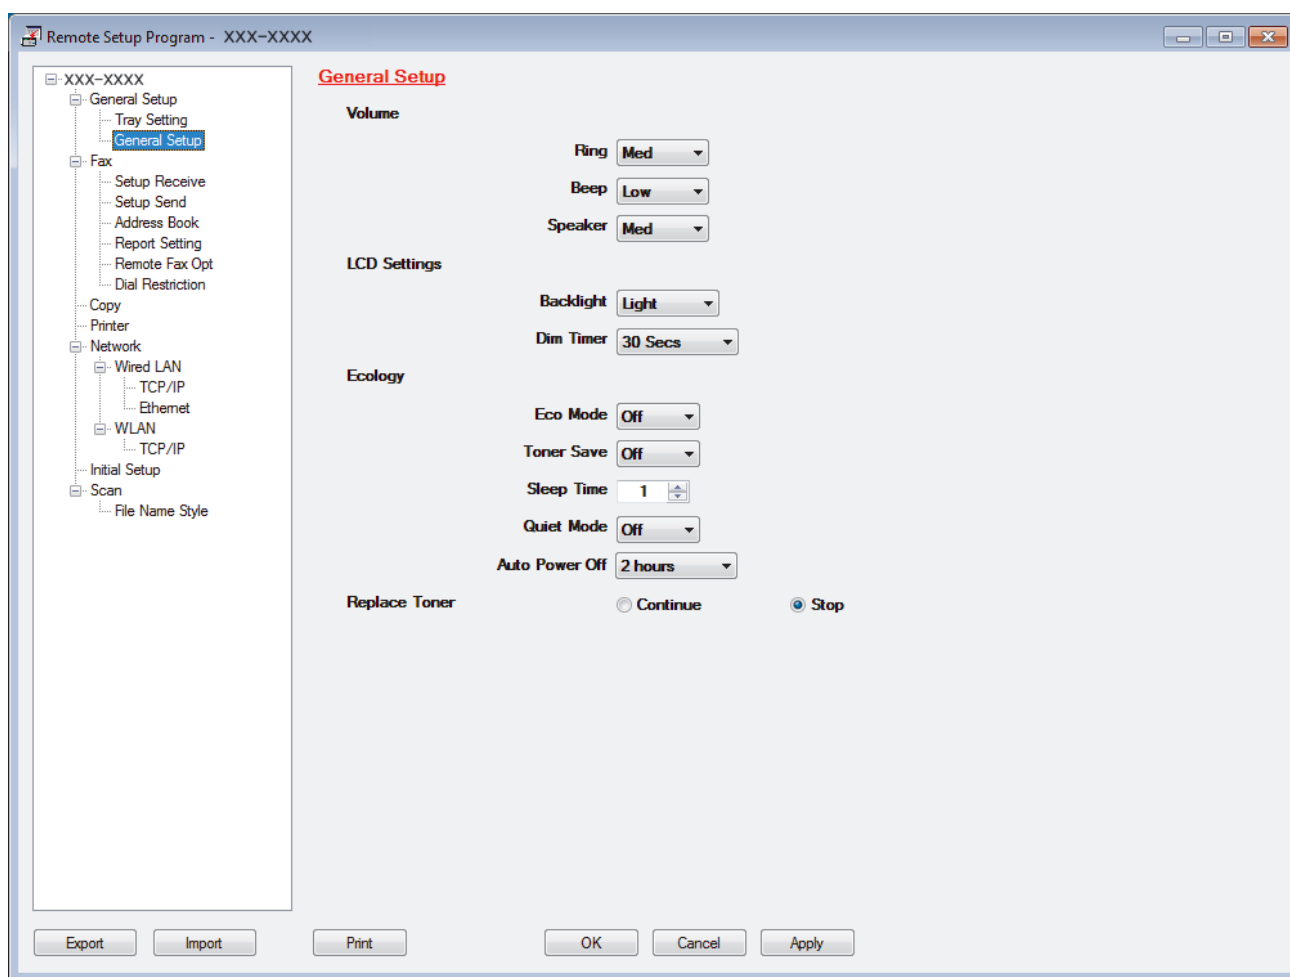 Remote Setup Program - XXX-XXXX
XXX-XXXX
General Setup
Tray Setting
General Setup
Fax
Setup Receive
Setup Send
Address Book
Report Setting
Remote Fax Opt
Dial Restriction
Copy
Printer
Network
Wired LAN
TCP/IP
Ethernet
WLAN
TCP/IP
Initial Setup
Scan
File Name Style
General Setup
Volume
Ring Med
Beep Low
Speaker Med
LCD Settings
Backlight Light
Dim Timer 30 Secs
Ecology
Eco Mode Off
Toner Save Off
Sleep Time 1
Quiet Mode Off
Auto Power Off 2 hours
Replace Toner Continue Stop
Export Import Print OK Cancel Apply